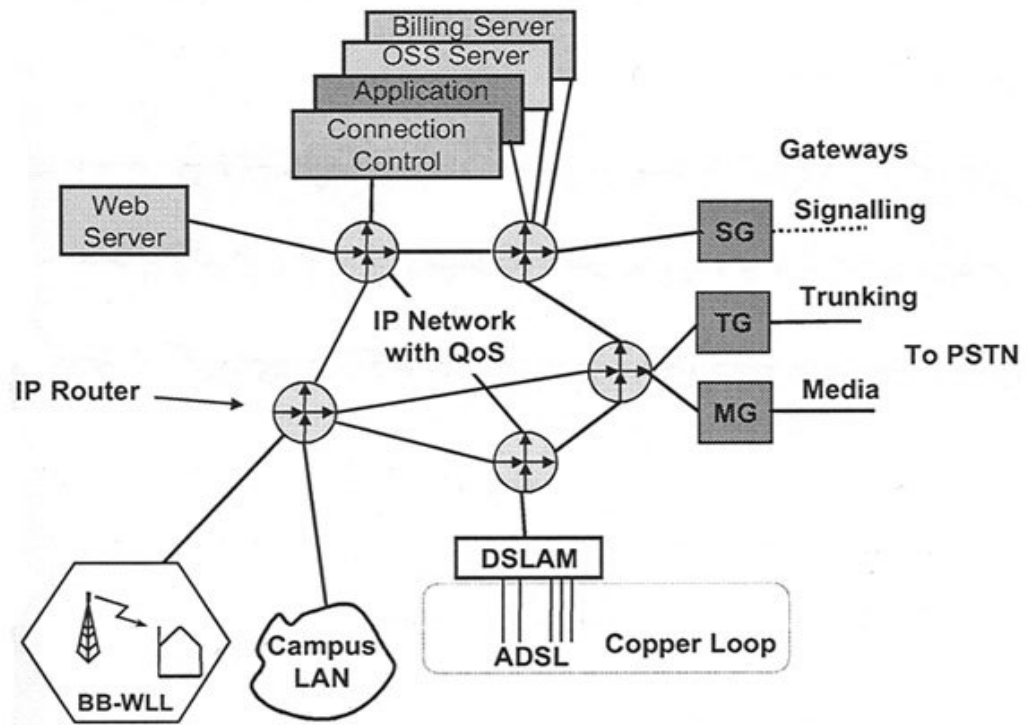 Billing Server
OSS Server
Application
Connection
Control
Gateways
Web
Server
SG
Signalling
IP Network
with QoS
TG
Trunking
To PSTN
IP Router
MG
Media
DSLAM
Copper Loop
ADSL
Campus
LAN
BB-WLL